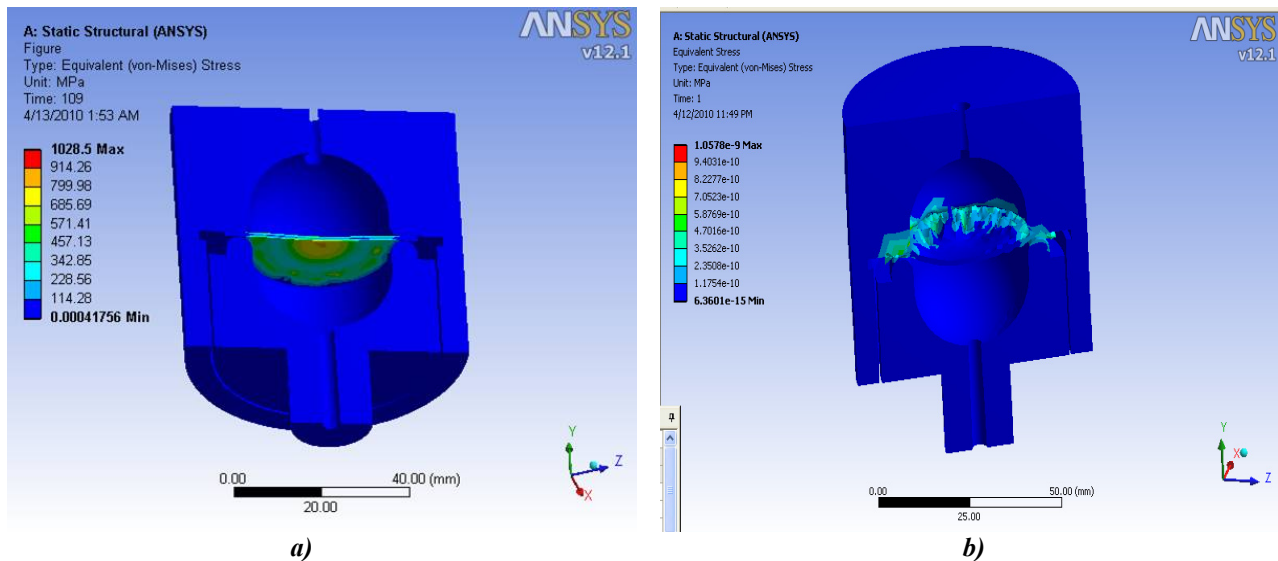 A: Static Structural (ANSYS)
Figure
Type: Equivalent (von-Mises) Stress
Unit: MPa
Time: 109
4/13/2010 1:53 AM
1028.5 Max
914.26
799.98
685.69
571.41
457.13
342.85
228.56
114.28
0.00041756 Min
ANSYS
v12.1
Y
Z
X
0.00
40.00 (mm)
20.00
a)
A: Static Structural (ANSYS)
Equivalent Stress
Type: Equivalent (von-Mises) Stress
Unit: MPa
Time: 1
4/12/2010 11:49 PM
1.0578e-9 Max
9.4031e-10
8.2277e-10
7.0523e-10
5.8769e-10
4.7016e-10
3.5262e-10
2.3508e-10
1.1754e-10
6.3601e-15 Min
ANSYS
v12.1
Y
X
Z
0.00
50.00 (mm)
25.00
b)